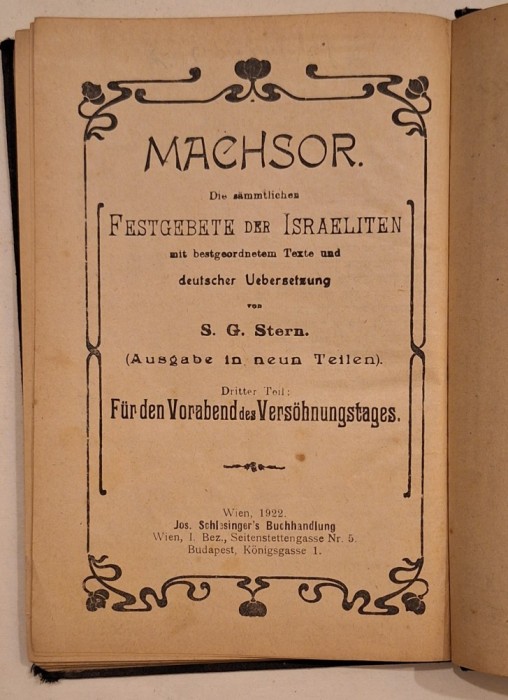 MACHSOR.
Die sämmtlichen
FESTGEBETE DER ISRAELITEN
mit bestgeordnetem Texte und
deutscher Uebersetzung
von
S. G. Stern.
(Ausgabe in neun Teilen).
Dritter Teil:
Für den Vorabend des Versöhnungstages.
Wien, 1922.
Jos. Schlesinger's Buchhandlung
Wien, I. Bez., Seitenstettengasse Nr. 5.
Budapest, Königsgasse 1.